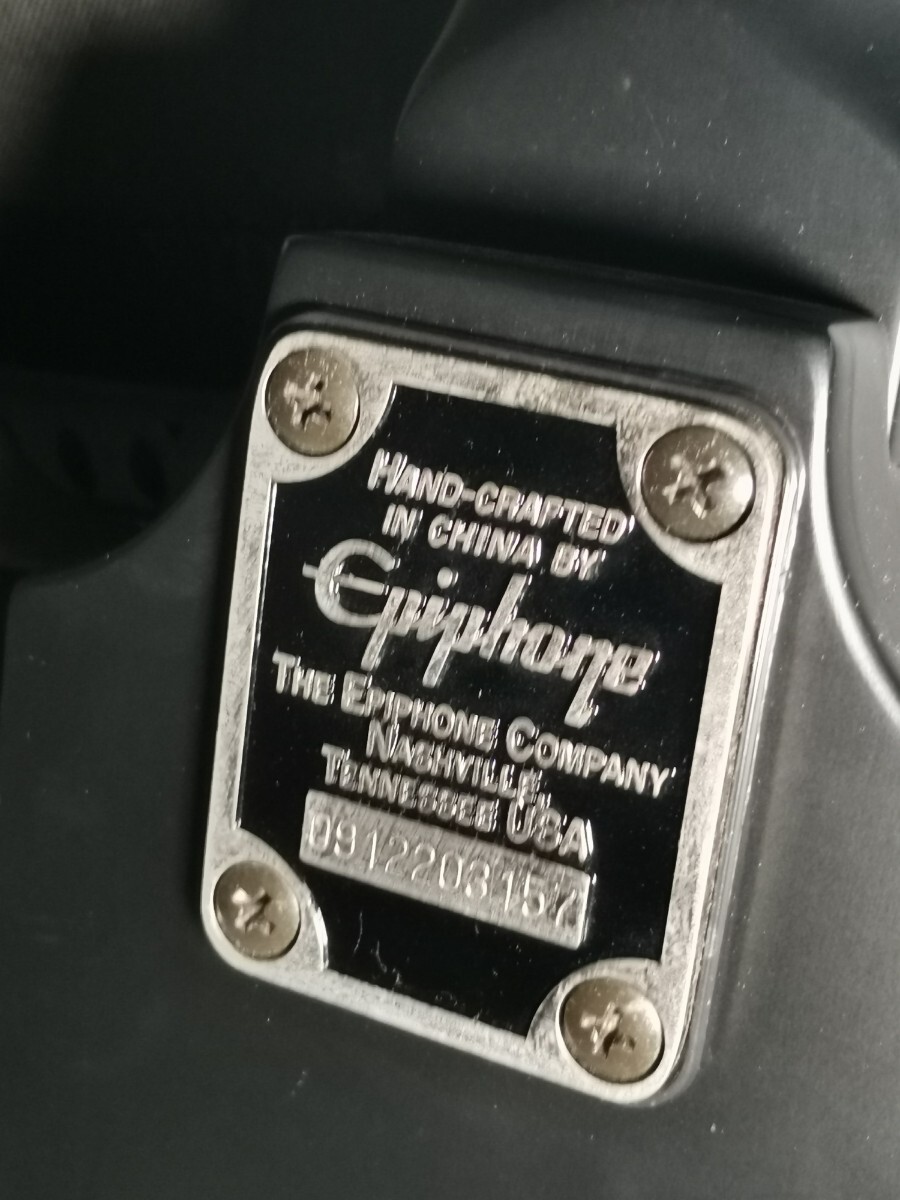 HAND-CRAFTED
IN CHINA BY
Epiphone
THE EPIPHONE COMPANY
NASHVILLE,
TENNESSEE USA
0912203157